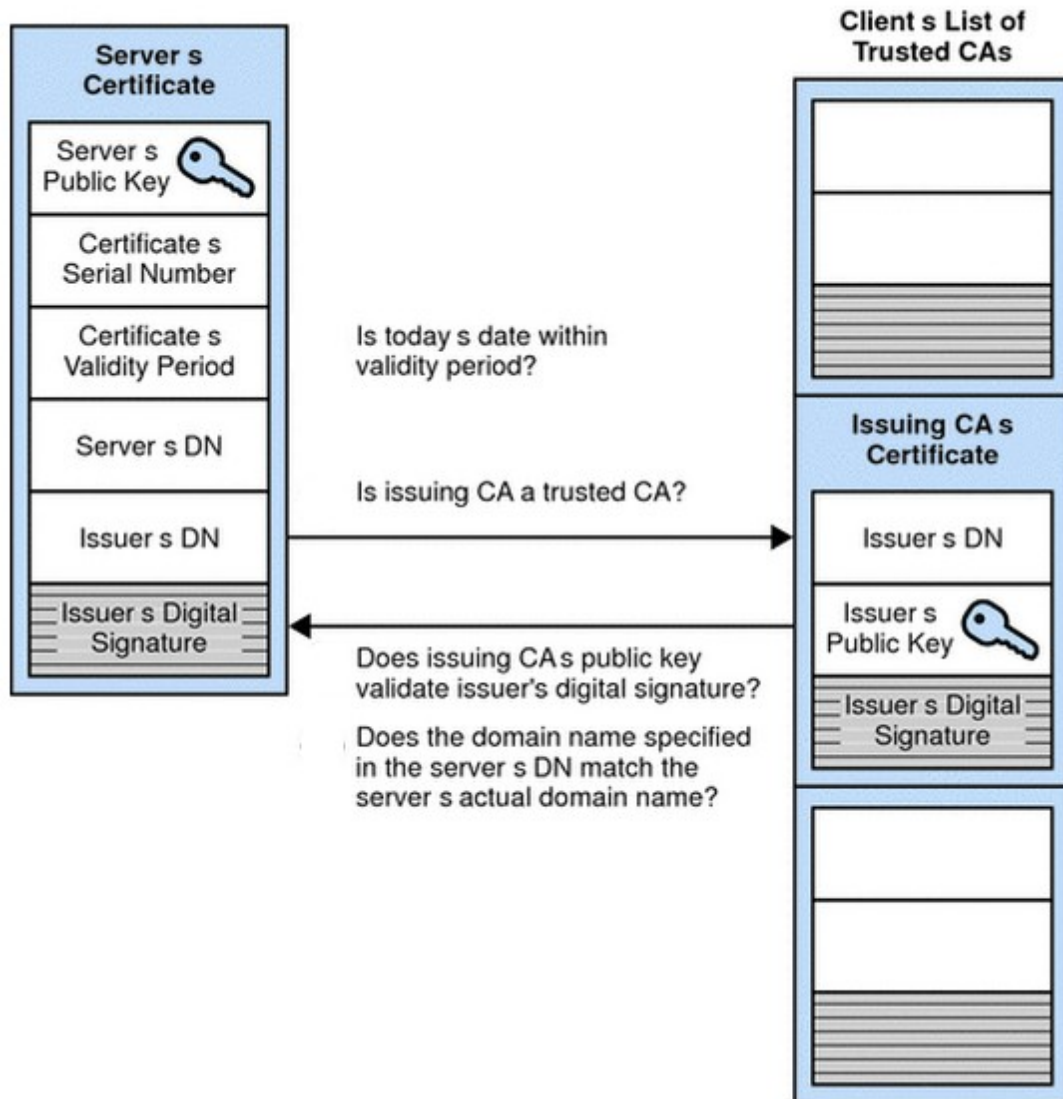 Server s
Certificate
Server s
Public Key
Certificate s
Serial Number
Certificate s
Validity Period
Server s DN
Issuer s DN
Issuer s Digital
Signature
Is today s date within
validity period?
Is issuing CA a trusted CA?
Does issuing CA s public key
validate issuer's digital signature?
Does the domain name specified
in the server s DN match the
server s actual domain name?
Client s List of
Trusted CAs
Issuing CA s
Certificate
Issuer s DN
Issuer s
Public Key
Issuer s Digital
Signature